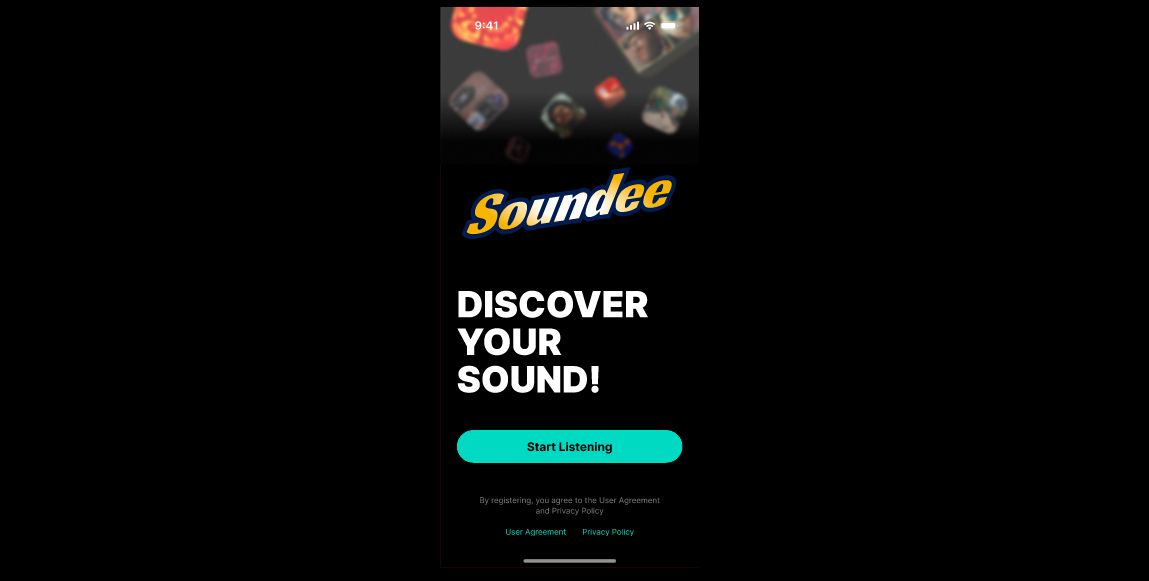 9:41
Soundee
DISCOVER
YOUR
SOUND!
Start Listening
By registering, you agree to the User Agreement
and Privacy Policy
User Agreement Privacy Policy